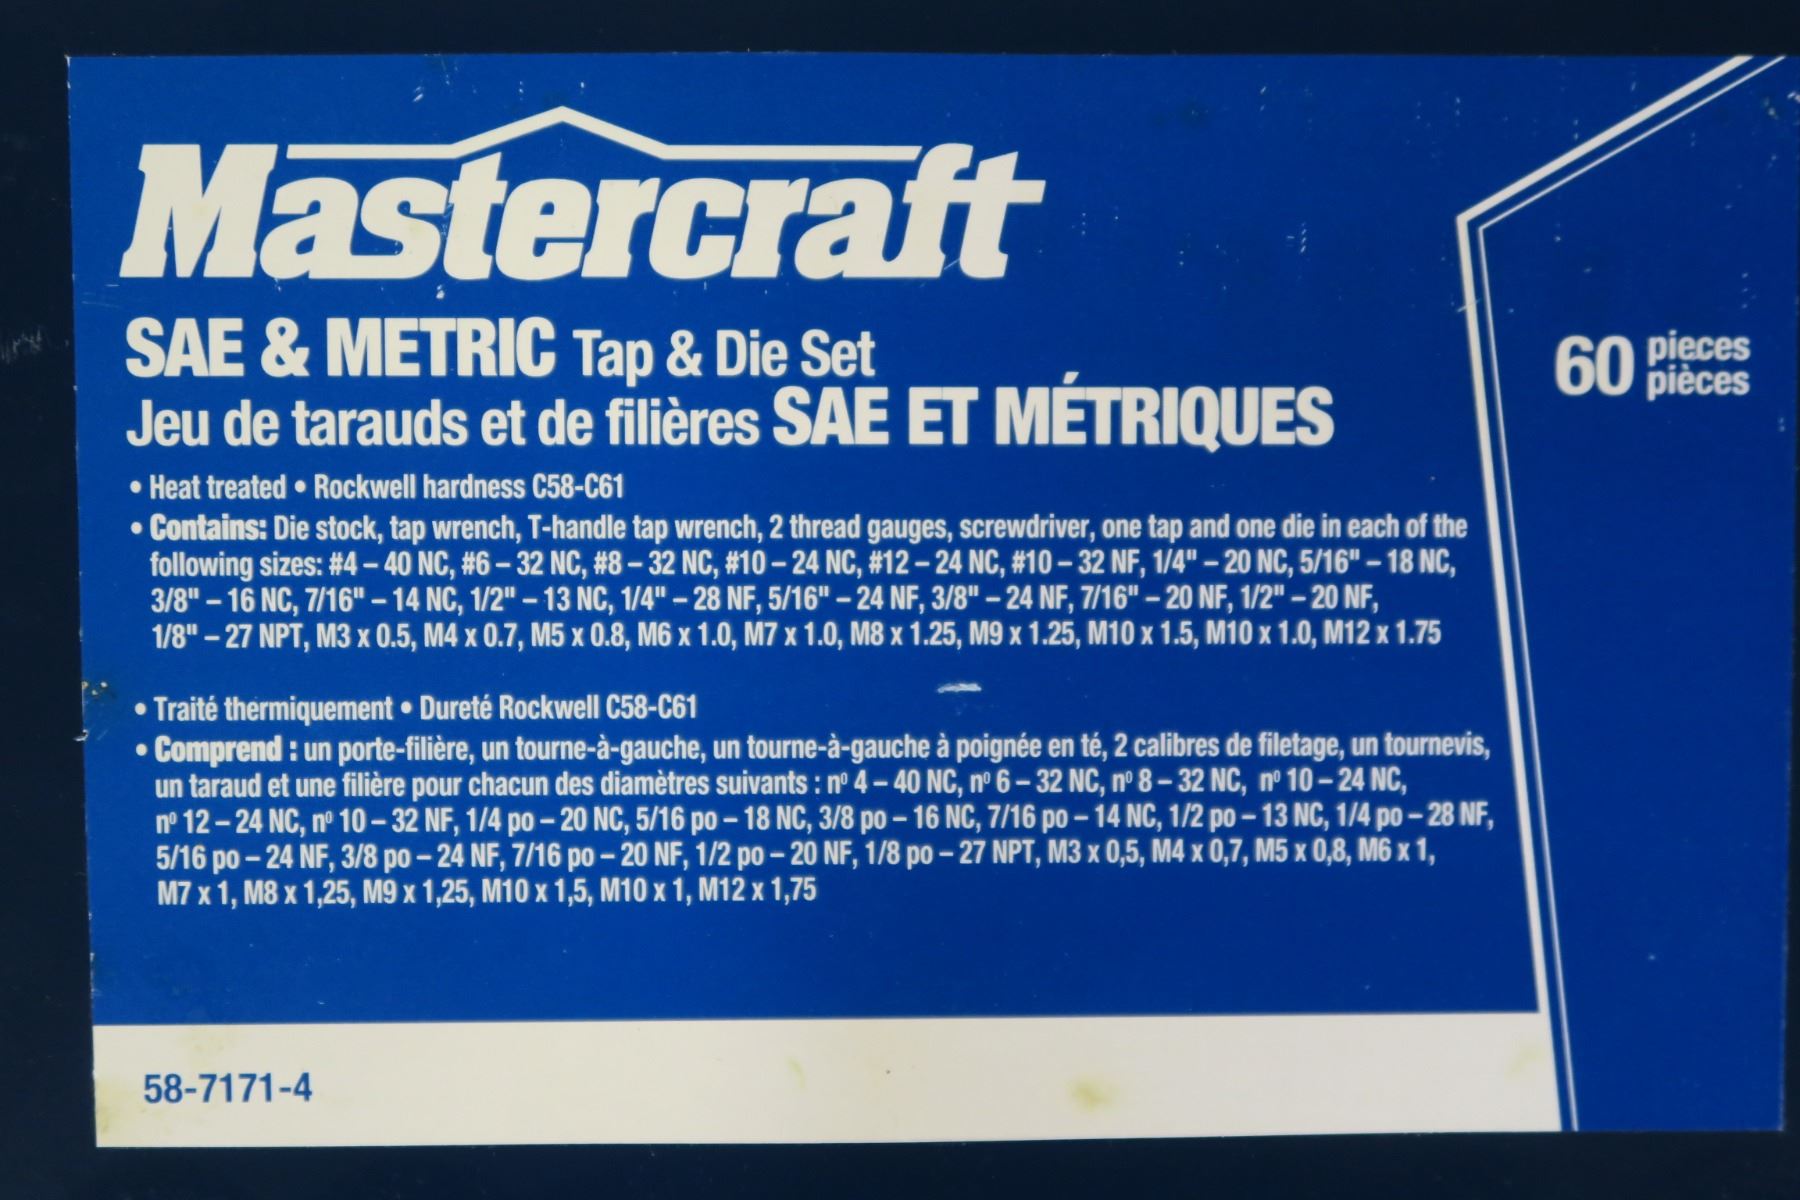 Mastercraft
SAE & METRIC Tap & Die Set
Jeu de tarauds et de filières SAE ET MÉTRIQUES
60 pieces
pièces
• Heat treated • Rockwell hardness C58-C61
• Contains: Die stock, tap wrench, T-handle tap wrench, 2 thread gauges, screwdriver, one tap and one die in each of the
following sizes: #4 – 40 NC, #6 – 32 NC, #8 – 32 NC, #10 – 24 NC, #12 – 24 NC, #10 – 32 NF, 1/4" – 20 NC, 5/16" – 18 NC,
3/8" – 16 NC, 7/16" – 14 NC, 1/2" – 13 NC, 1/4" – 28 NF, 5/16" – 24 NF, 3/8" – 24 NF, 7/16" – 20 NF, 1/2" – 20 NF,
1/8" – 27 NPT, M3 x 0.5, M4 x 0.7, M5 x 0.8, M6 x 1.0, M7 x 1.0, M8 x 1.25, M9 x 1.25, M10 x 1.5, M10 x 1.0, M12 x 1.75
• Traité thermiquement • Dureté Rockwell C58-C61
• Comprend : un porte-filière, un tourne-à-gauche, un tourne-à-gauche à poignée en té, 2 calibres de filetage, un tournevis,
un taraud et une filière pour chacun des diamètres suivants : nº 4 – 40 NC, nº 6 – 32 NC, nº 8 – 32 NC, nº 10 – 24 NC,
nº 12 – 24 NC, nº 10 – 32 NF, 1/4 po – 20 NC, 5/16 po – 18 NC, 3/8 po – 16 NC, 7/16 po – 14 NC, 1/2 po – 13 NC, 1/4 po – 28 NF,
5/16 po – 24 NF, 3/8 po – 24 NF, 7/16 po – 20 NF, 1/2 po – 20 NF, 1/8 po – 27 NPT, M3 x 0,5, M4 x 0,7, M5 x 0,8, M6 x 1,
M7 x 1, M8 x 1,25, M9 x 1,25, M10 x 1,5, M10 x 1, M12 x 1,75
58-7171-4